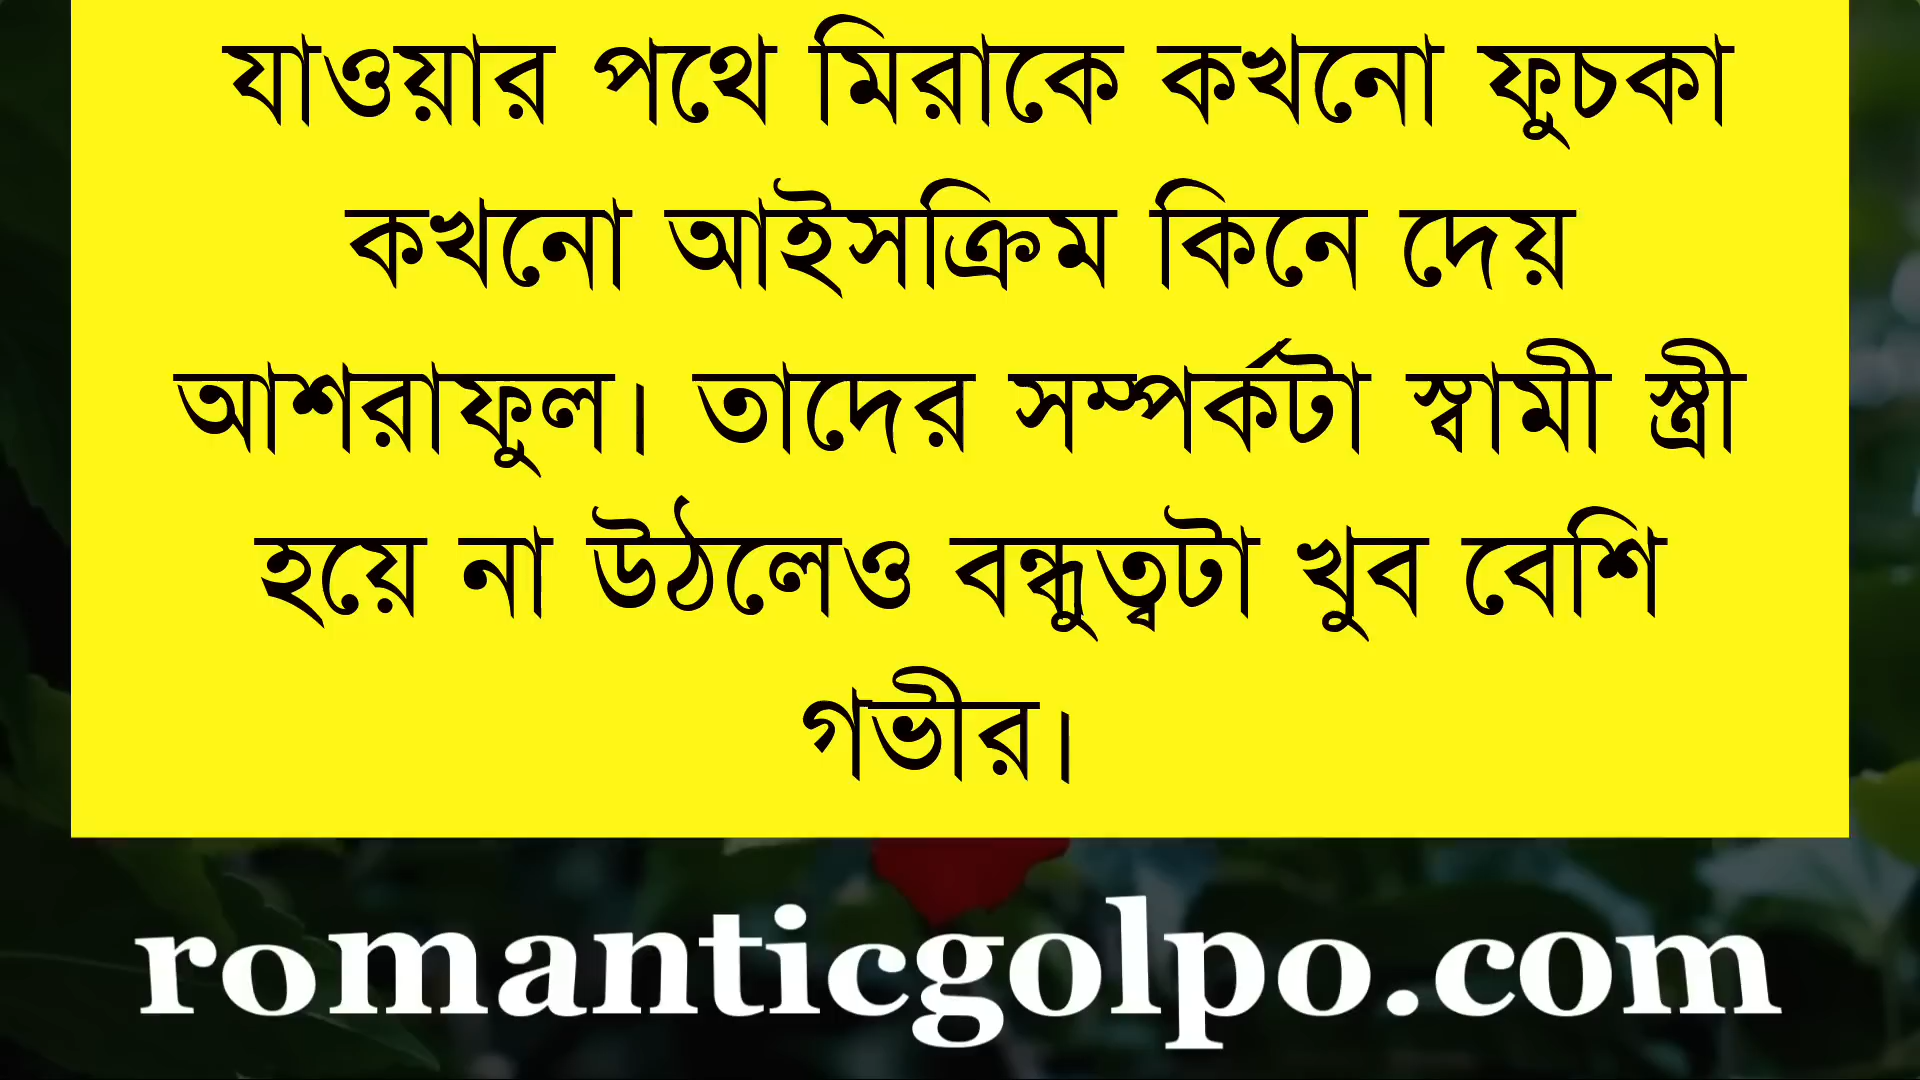 যাওয়ার পথে মিরাকে কখনো ফুচকা
কখনো আইসক্রিম কিনে দেয়
আশরাফুল। তাদের সম্পর্কটা স্বামী স্ত্রী
হয়ে না উঠলেও বন্ধুত্বটা খুব বেশি
গভীর।
romanticgolpo.com